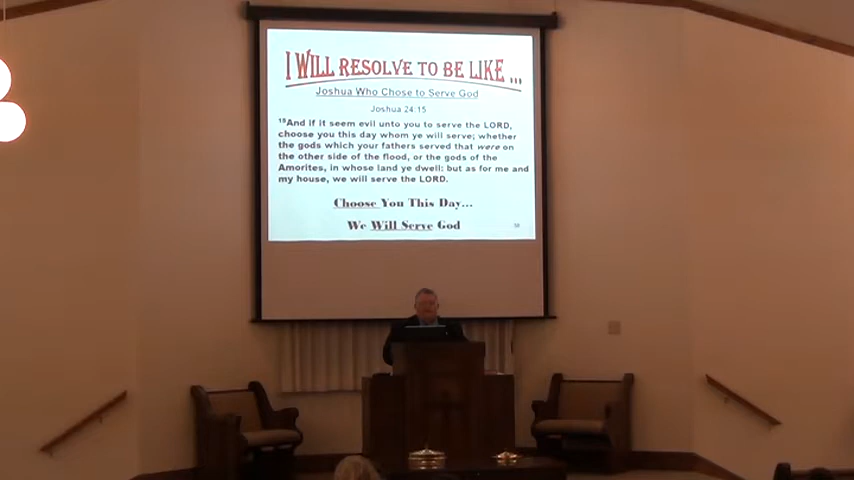 I WILL RESOLVE TO BE LIKE ...
Joshua Who Chose to Serve God
Joshua 24:15
15And if it seem evil unto you to serve the LORD,
choose you this day whom ye will serve; whether
the gods which your fathers served that were on
the other side of the flood, or the gods of the
Amorites, in whose land ye dwell: but as for me and
my house, we will serve the LORD.
Choose You This Day...
We Will Serve God